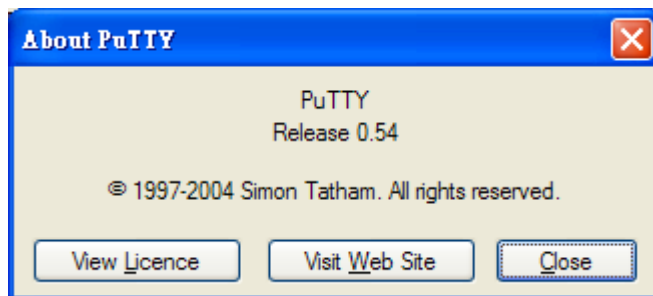 About PuTTY
PuTTY
Release 0.54
© 1997-2004 Simon Tatham. All rights reserved.
View Licence
Visit Web Site
Close